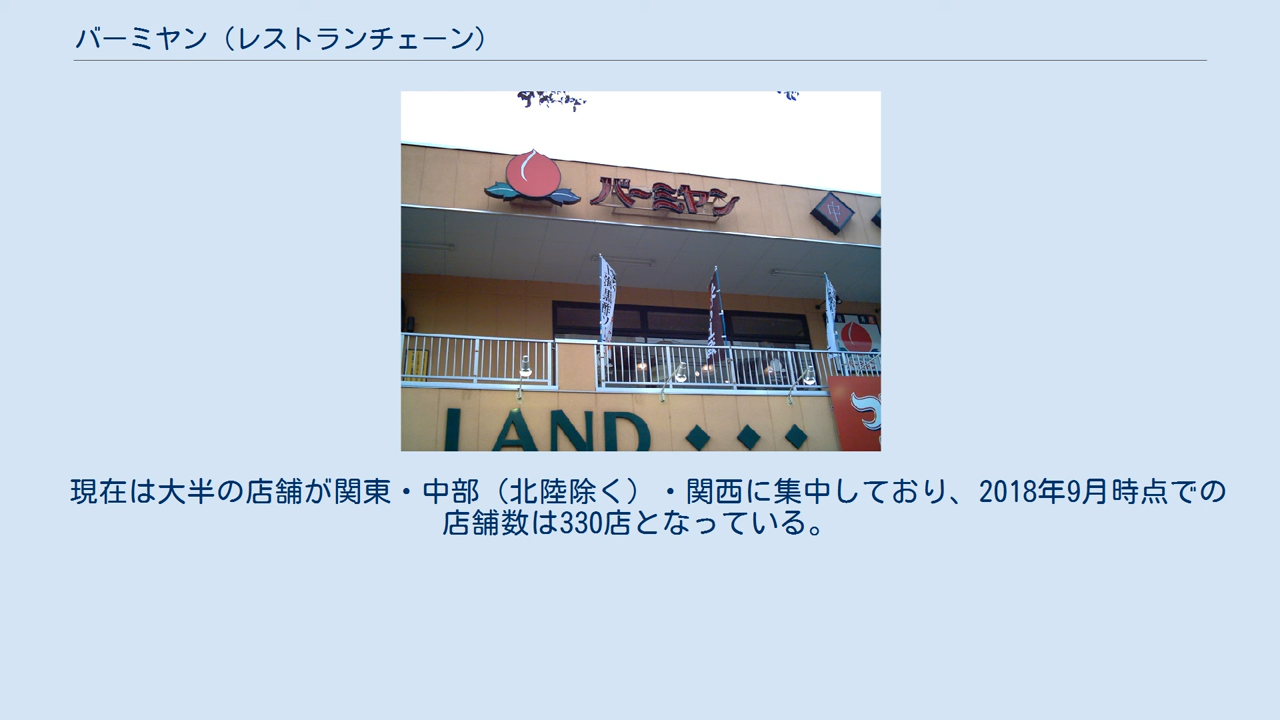 バーミヤン（レストランチェーン）
バーミヤン
中
LAND
現在は大半の店舗が関東・中部（北陸除く）・関西に集中しており、2018年9月時点での
店舗数は330店となっている。